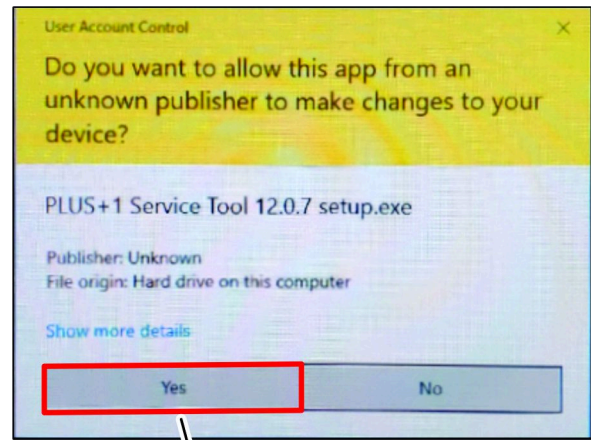 User Account Control
Do you want to allow this app from an
unknown publisher to make changes to your
device?
PLUS+1 Service Tool 12.0.7 setup.exe
Publisher: Unknown
File origin: Hard drive on this computer
Show more details
Yes
No